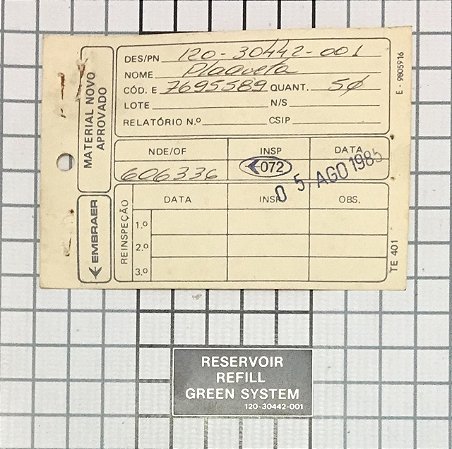 MATERIAL NOVO
APROVADO
DES/PN 120-30442-001
NOME Plaqueta
CÓD. E 7695589 QUANT. 50
LOTE N/S
RELATÓRIO N.º CSIP
E - 9805916
NDE/OF INSP DATA
606336 072 05. AGO 1985
EMBRAER
REINSPEÇÃO
DATA INSP OBS.
1.º
2.º
3.º
TE 401
RESERVOIR
REFILL
GREEN SYSTEM
120-30442-001